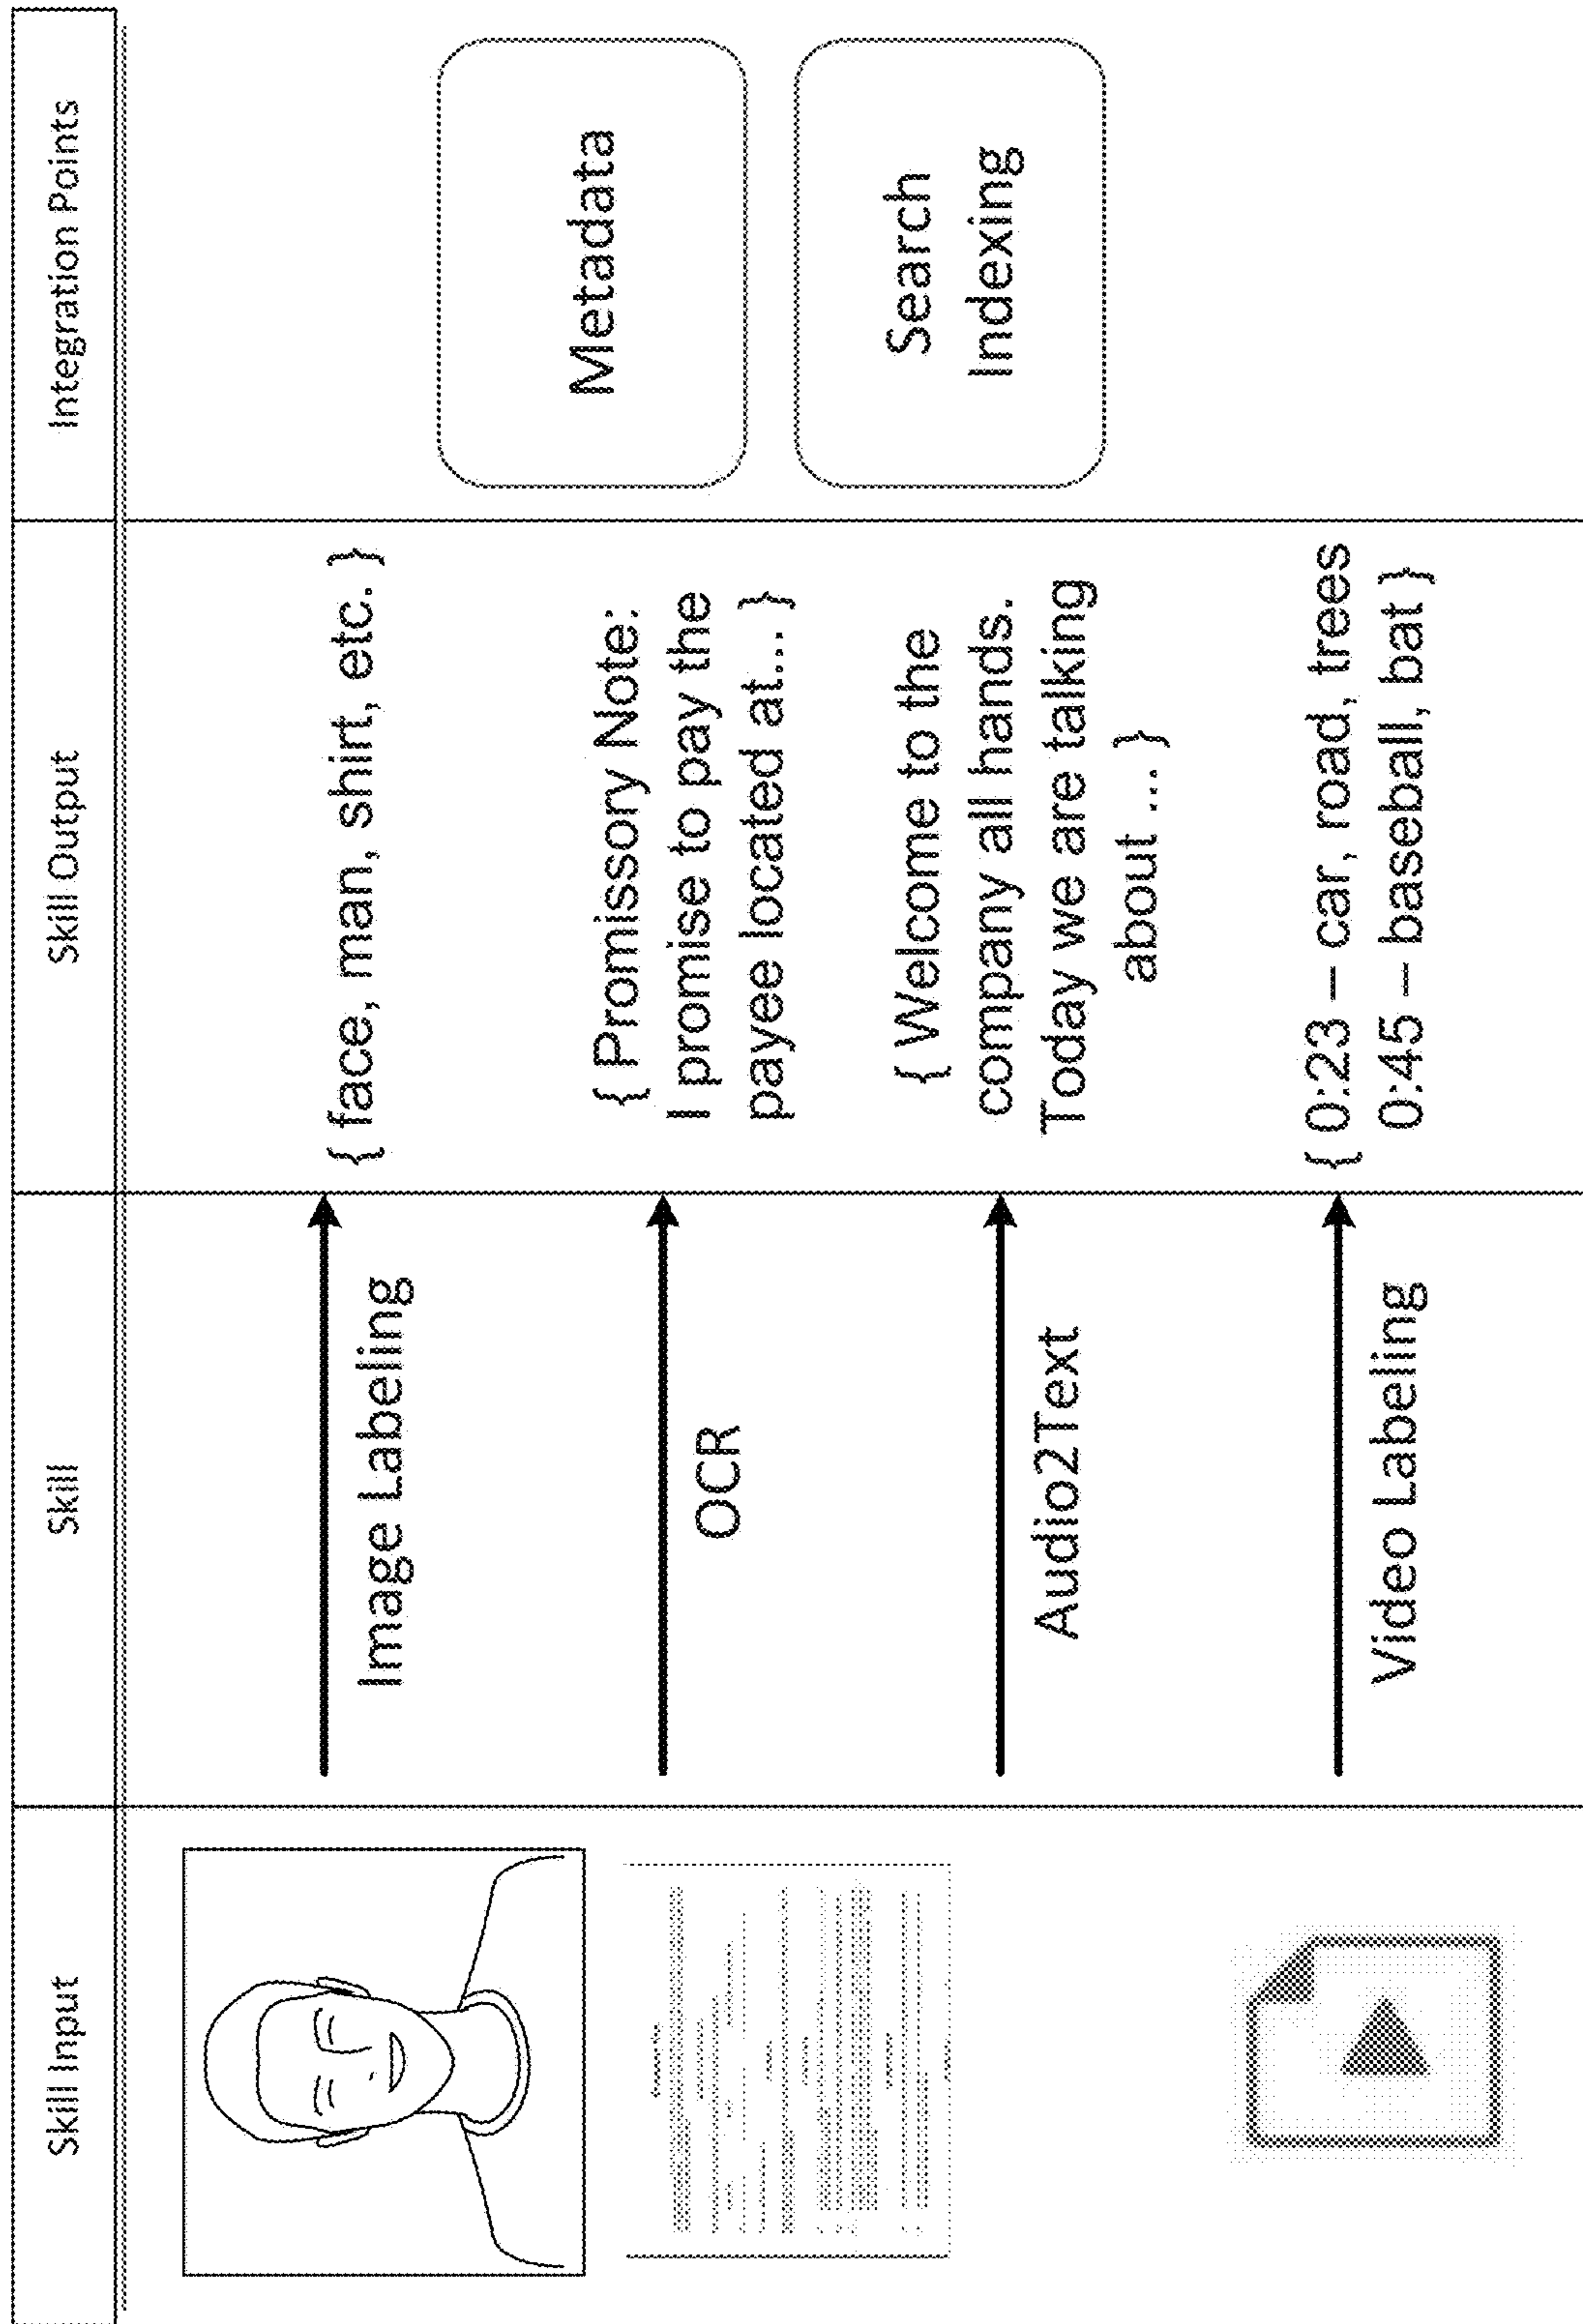 Skill Input
Skill
Skill Output
Integration Points
Image Labeling
{ face, man, shirt, etc. }
OCR
{ Promissory Note:
I promise to pay the
payee located at... }
Audio2Text
{ Welcome to the
company all hands.
Today we are talking
about ... }
Video Labeling
{ 0:23 – car, road, trees
0:45 – baseball, bat }
Metadata
Search
Indexing